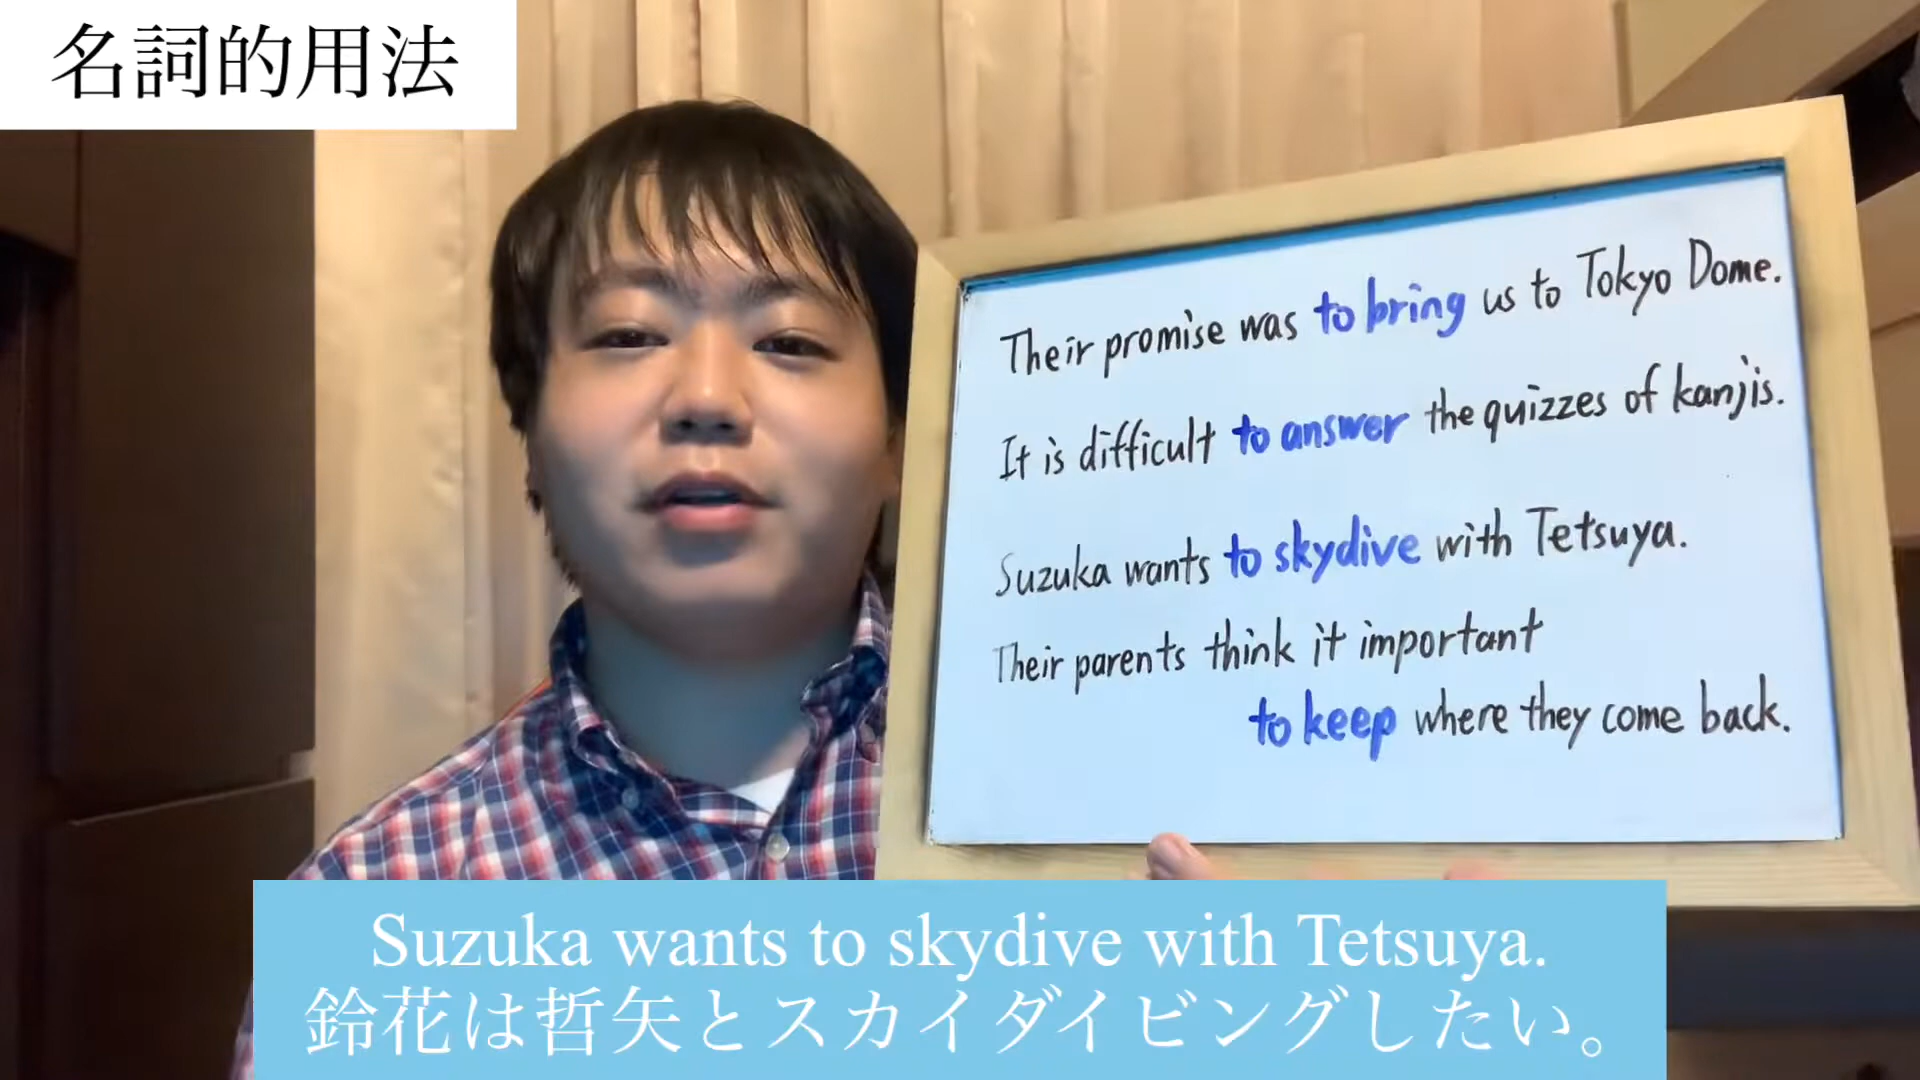 名詞的用法
Their promise was to bring us to Tokyo Dome.
It is difficult to answer the quizzes of kanjis.
Suzuka wants to skydive with Tetsuya.
Their parents think it important
to keep where they come back.
Suzuka wants to skydive with Tetsuya.
鈴花は哲矢とスカイダイビングしたい。